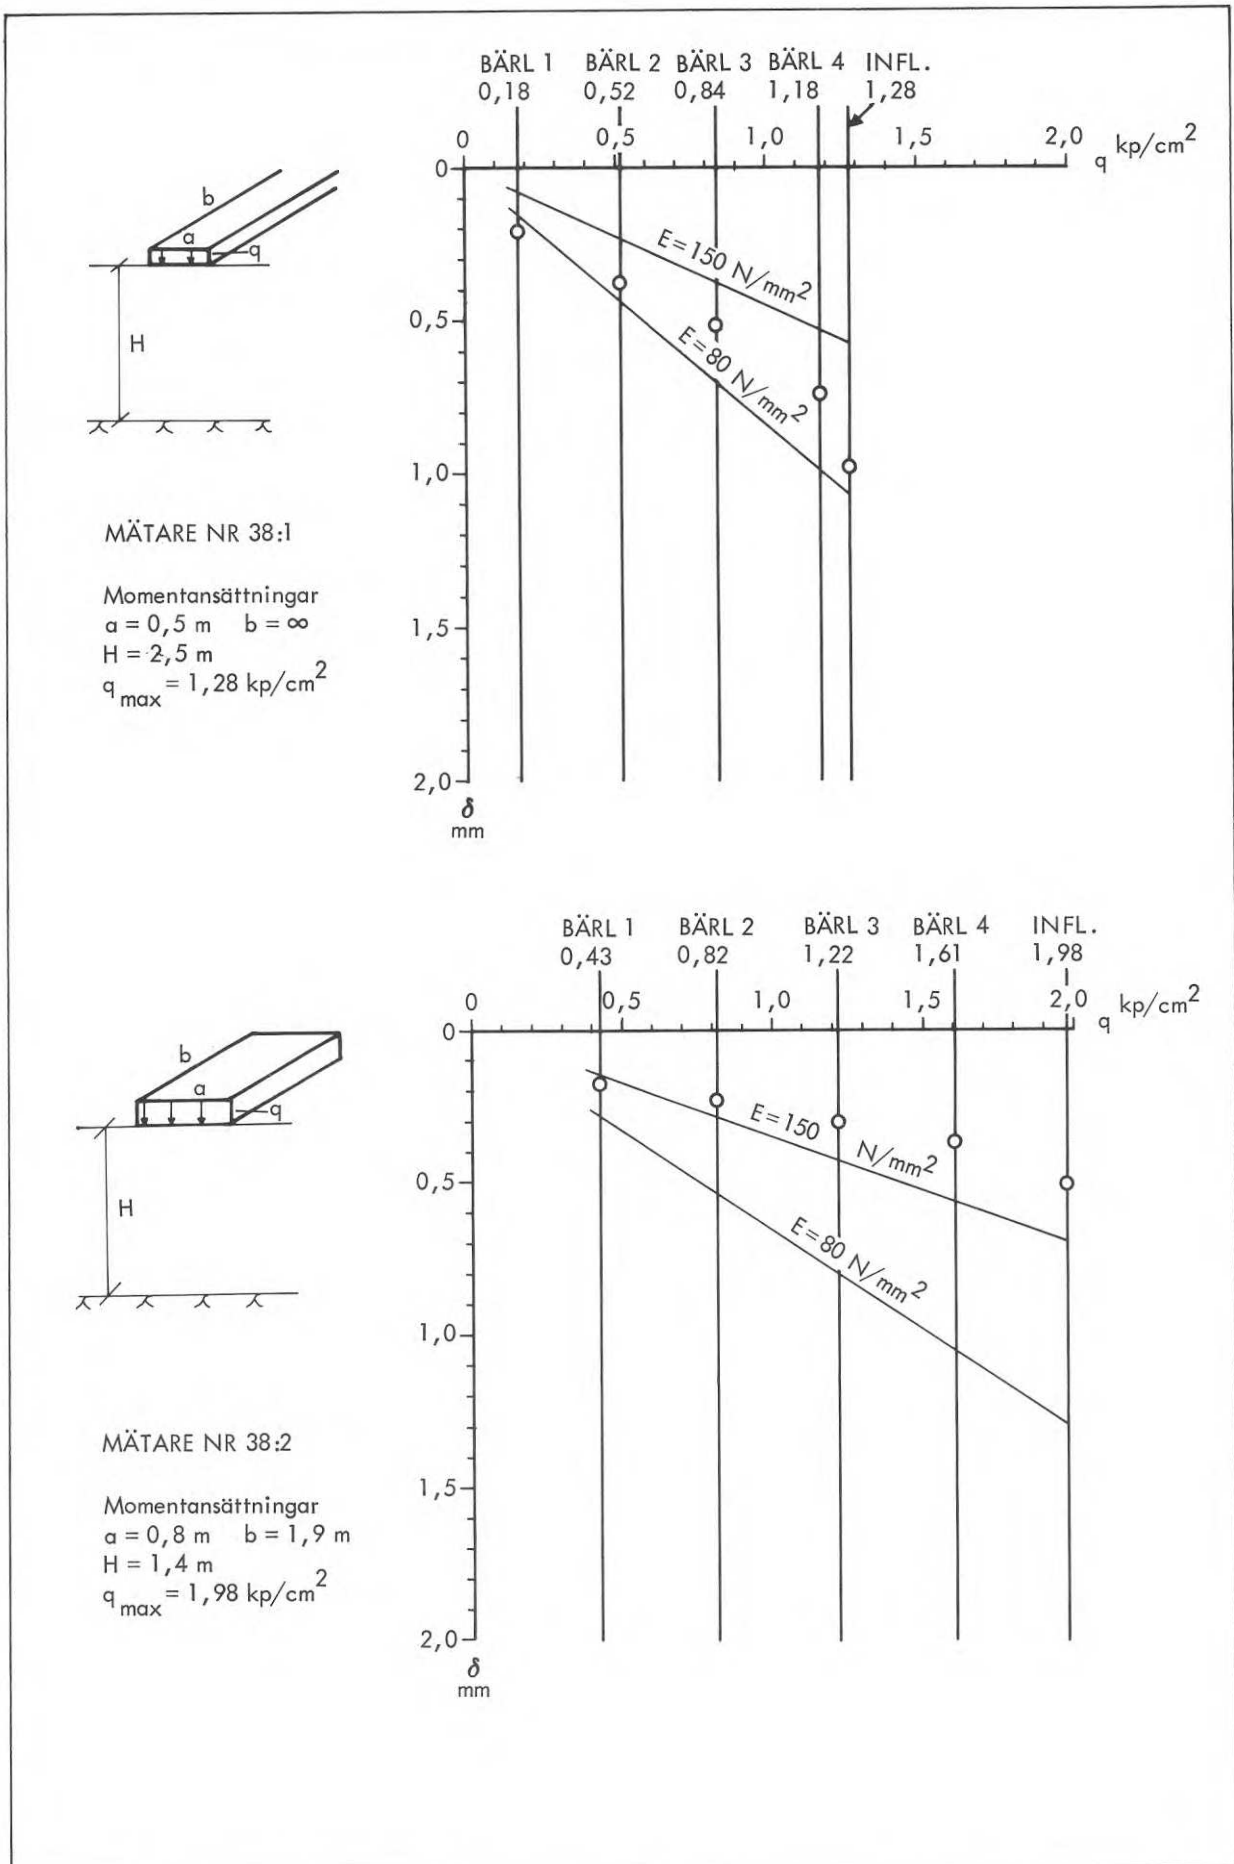 BÄRL 1 BÄRL 2 BÄRL 3 BÄRL 4 INFL.
0,18 0,52 0,84 1,18 1,28
0 0,5 1,0 1,5 2,0 q kp/cm²
0
0,5
1,0
1,5
2,0
δ
mm
E = 150 N/mm²
E = 80 N/mm²
b
a
q
H
MÄTARE NR 38:1
Momentansättningar
a = 0,5 m b = ∞
H = 2,5 m
q max = 1,28 kp/cm²
BÄRL 1 BÄRL 2 BÄRL 3 BÄRL 4 INFL.
0,43 0,82 1,22 1,61 1,98
0 0,5 1,0 1,5 2,0 q kp/cm²
0
0,5
1,0
1,5
2,0
δ
mm
E = 150 N/mm²
E = 80 N/mm²
b
a
q
H
MÄTARE NR 38:2
Momentansättningar
a = 0,8 m b = 1,9 m
H = 1,4 m
q max = 1,98 kp/cm²